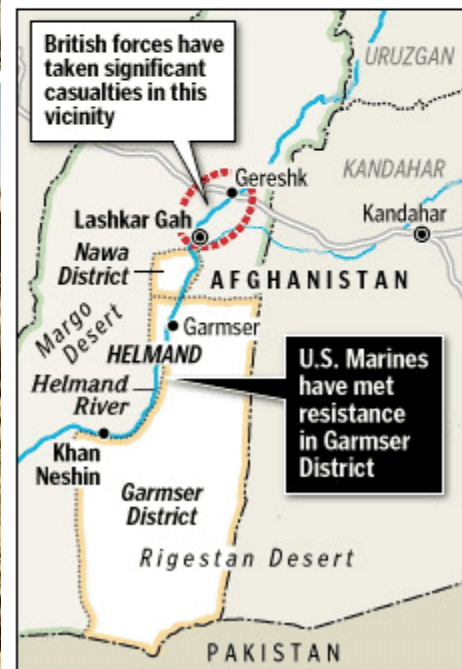 British forces have
taken significant
casualties in this
vicinity
URUZGAN
KANDAHAR
Gereshk
Kandahar
Lashkar Gah
Nawa
District
AFGHANISTAN
Margo
Desert
Garmser
HELMAND
Helmand
River
U.S. Marines
have met
resistance
in Garmser
District
Khan
Neshin
Garmser
District
Rigestan Desert
PAKISTAN